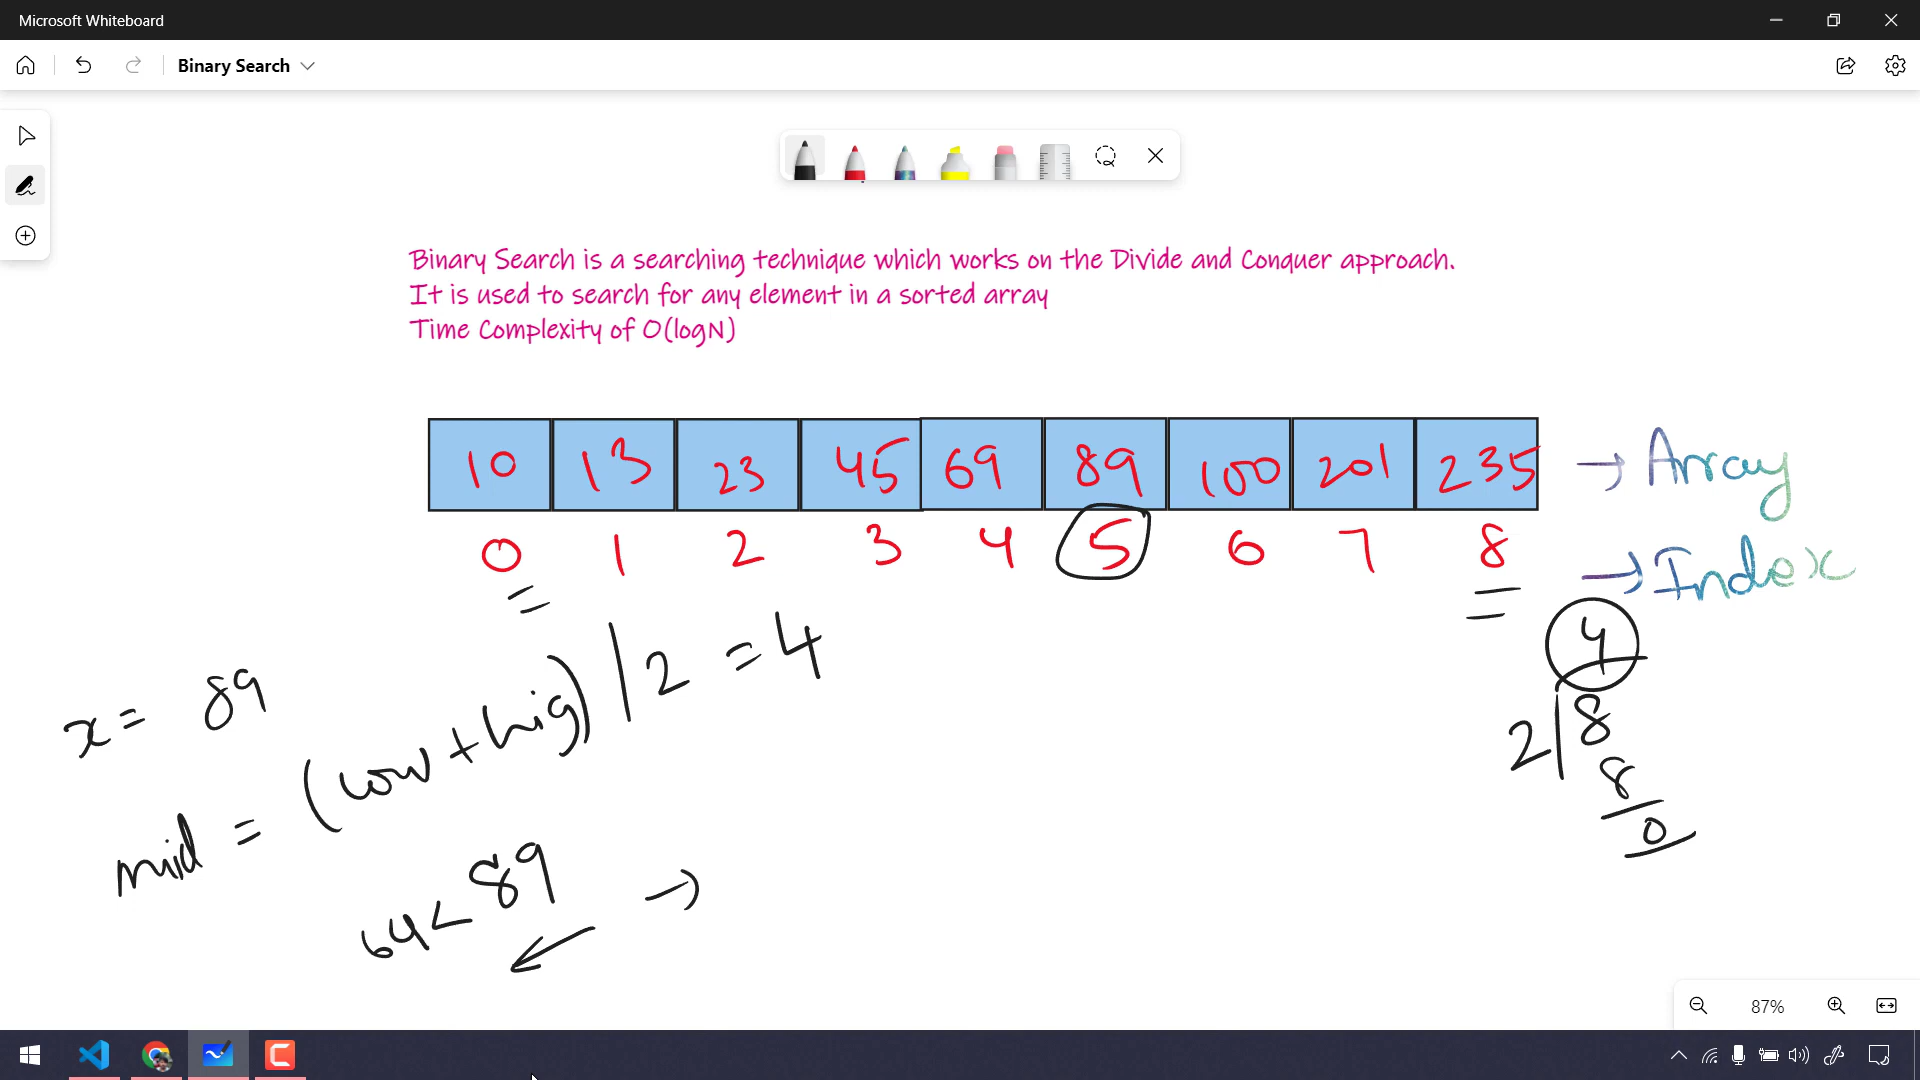 Microsoft Whiteboard
Binary Search
Binary Search is a searching technique which works on the Divide and Conquer approach.
It is used to search for any element in a sorted array
Time Complexity of O(logN)
10 13 23 45 69 89 100 201 235 → Array
0 1 2 3 4 5 6 7 8 → Index
=
=
x = 89
mid = (low + hig) / 2 = 4
64 < 89 →
4
2 | 8
8
0
87%